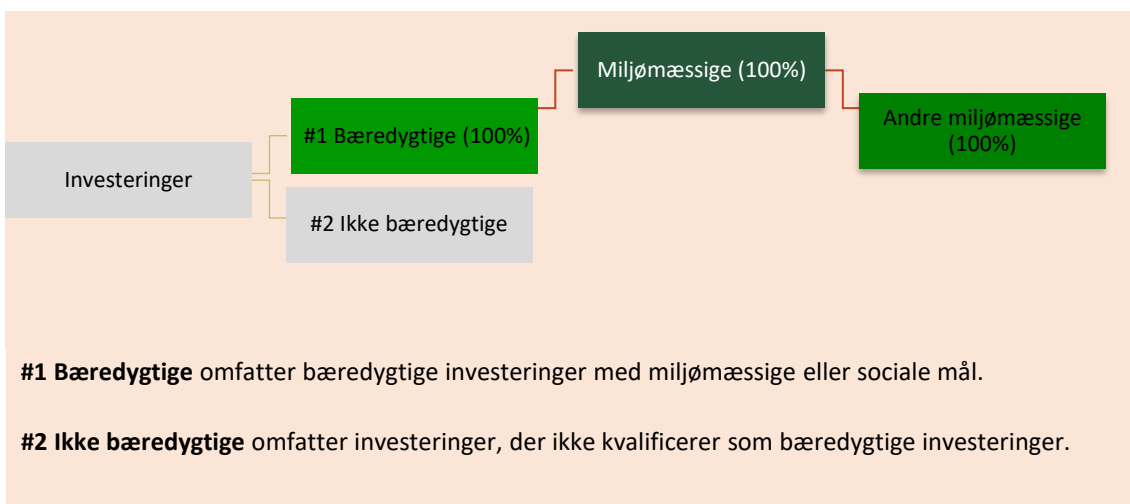 Miljømæssige (100%)
Andre miljømæssige
(100%)
#1 Bæredygtige (100%)
Investeringer
#2 Ikke bæredygtige
#1 Bæredygtige omfatter bæredygtige investeringer med miljømæssige eller sociale mål.
#2 Ikke bæredygtige omfatter investeringer, der ikke kvalificerer som bæredygtige investeringer.